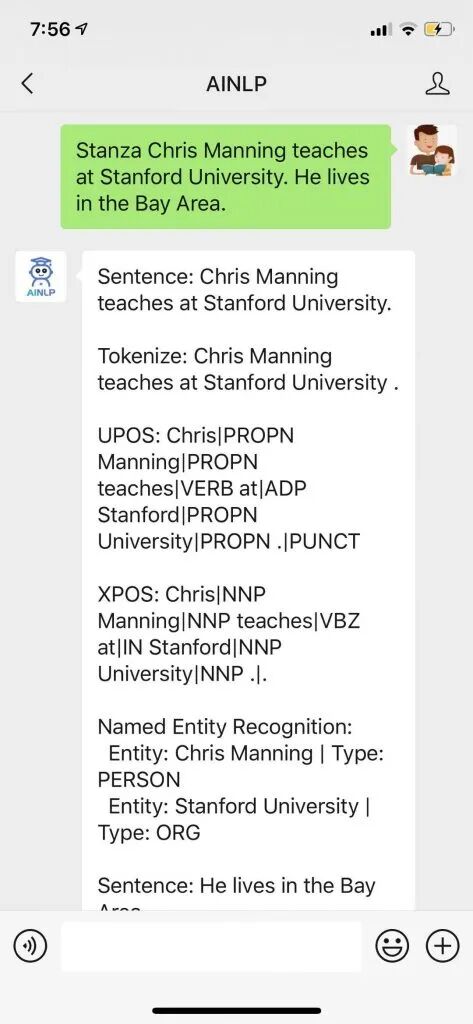 7:56
AINLP
Stanza Chris Manning teaches
at Stanford University. He lives
in the Bay Area.
AINLP
Sentence: Chris Manning
teaches at Stanford University.
Tokenize: Chris Manning
teaches at Stanford University .
UPOS: Chris|PROPN
Manning|PROPN
teaches|VERB at|ADP
Stanford|PROPN
University|PROPN .|PUNCT
XPOS: Chris|NNP
Manning|NNP teaches|VBZ
at|IN Stanford|NNP
University|NNP .|.
Named Entity Recognition:
Entity: Chris Manning | Type:
PERSON
Entity: Stanford University |
Type: ORG
Sentence: He lives in the Bay